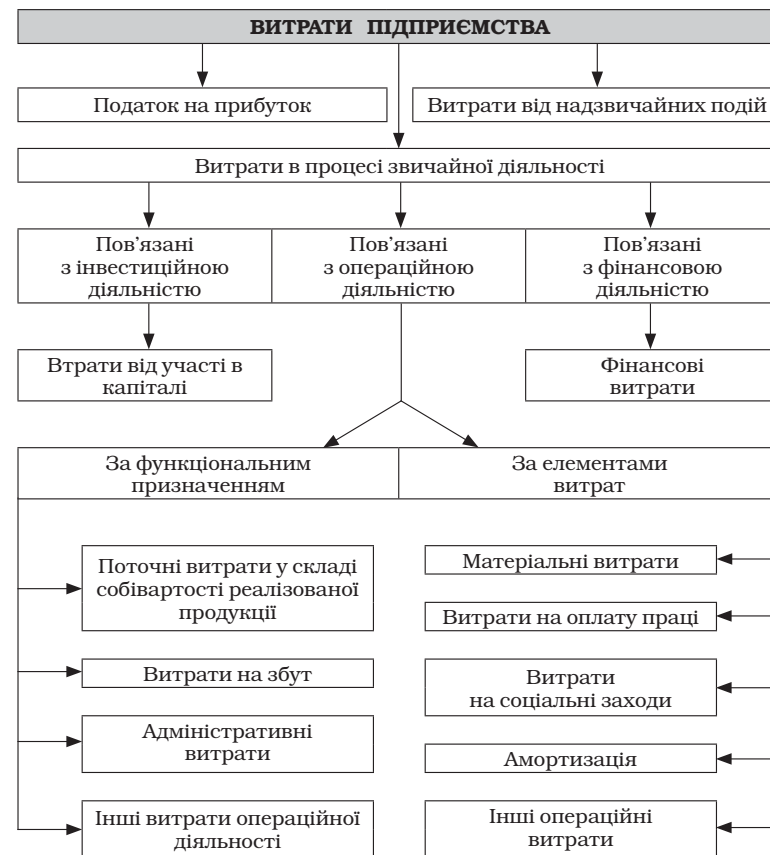 ВИТРАТИ ПІДПРИЄМСТВА
Податок на прибуток
Витрати від надзвичайних подій
Витрати в процесі звичайної діяльності
Пов’язані
з інвестиційною
діяльністю
Пов’язані
з операційною
діяльністю
Пов’язані
з фінансовою
діяльністю
Втрати від участі в
капіталі
Фінансові
витрати
За функціональним
призначенням
За елементами
витрат
Поточні витрати у складі
собівартості реалізованої
продукції
Витрати на збут
Адміністративні
витрати
Інші витрати операційної
діяльності
Матеріальні витрати
Витрати на оплату праці
Витрати
на соціальні заходи
Амортизація
Інші операційні
витрати